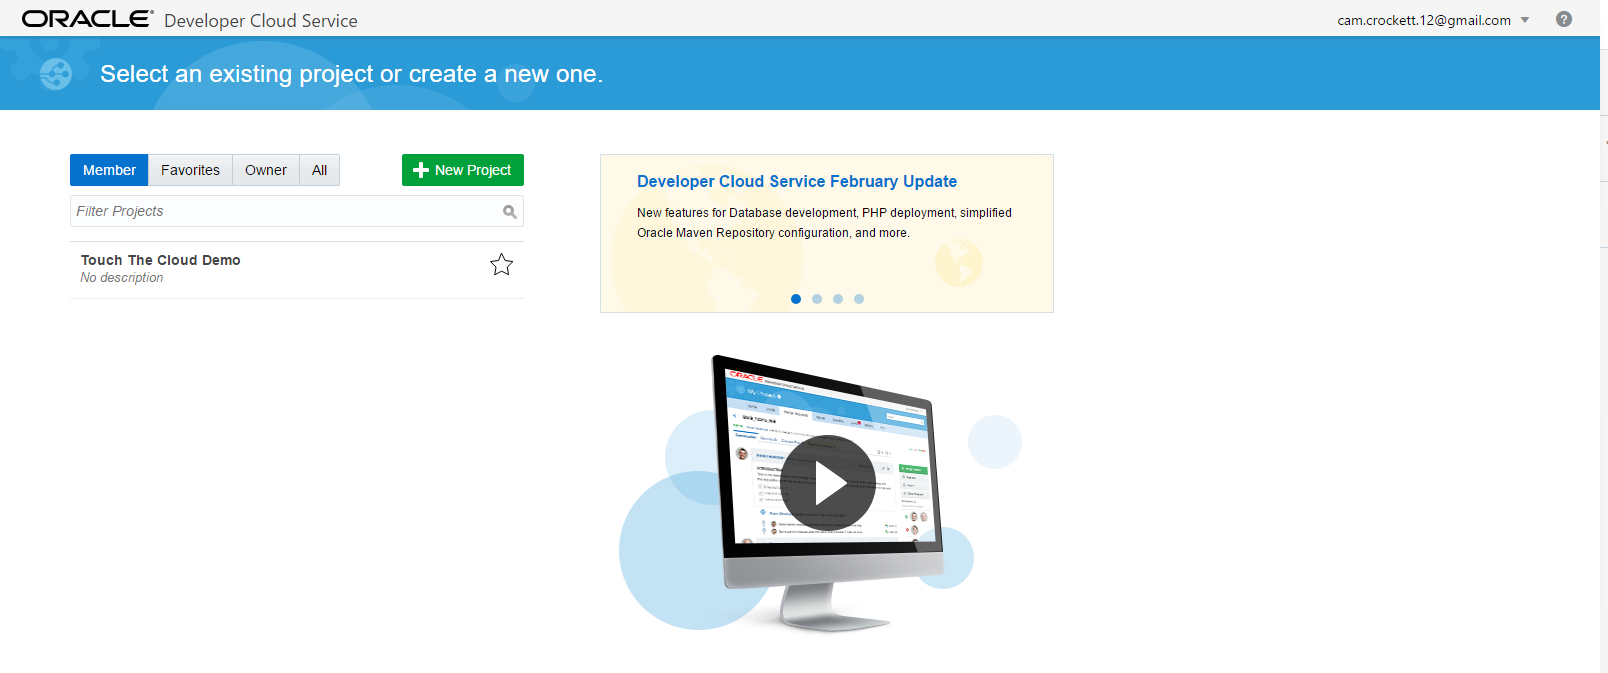 ORACLE Developer Cloud Service
cam.crockett.12@gmail.com
?
Select an existing project or create a new one.
Member Favorites Owner All
New Project
Filter Projects
Touch The Cloud Demo
No description
Developer Cloud Service February Update
New features for Database development, PHP deployment, simplified
Oracle Maven Repository configuration, and more.
ORACLE